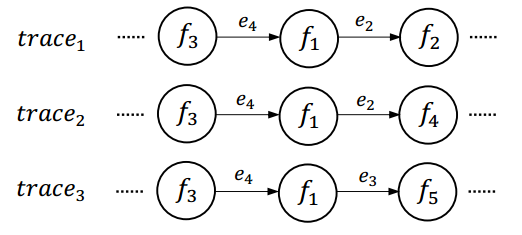 trace₁ ...... f₃ e₄ f₁ e₂ f₂ ......
trace₂ ...... f₃ e₄ f₁ e₂ f₄ ......
trace₃ ...... f₃ e₄ f₁ e₃ f₅ ......